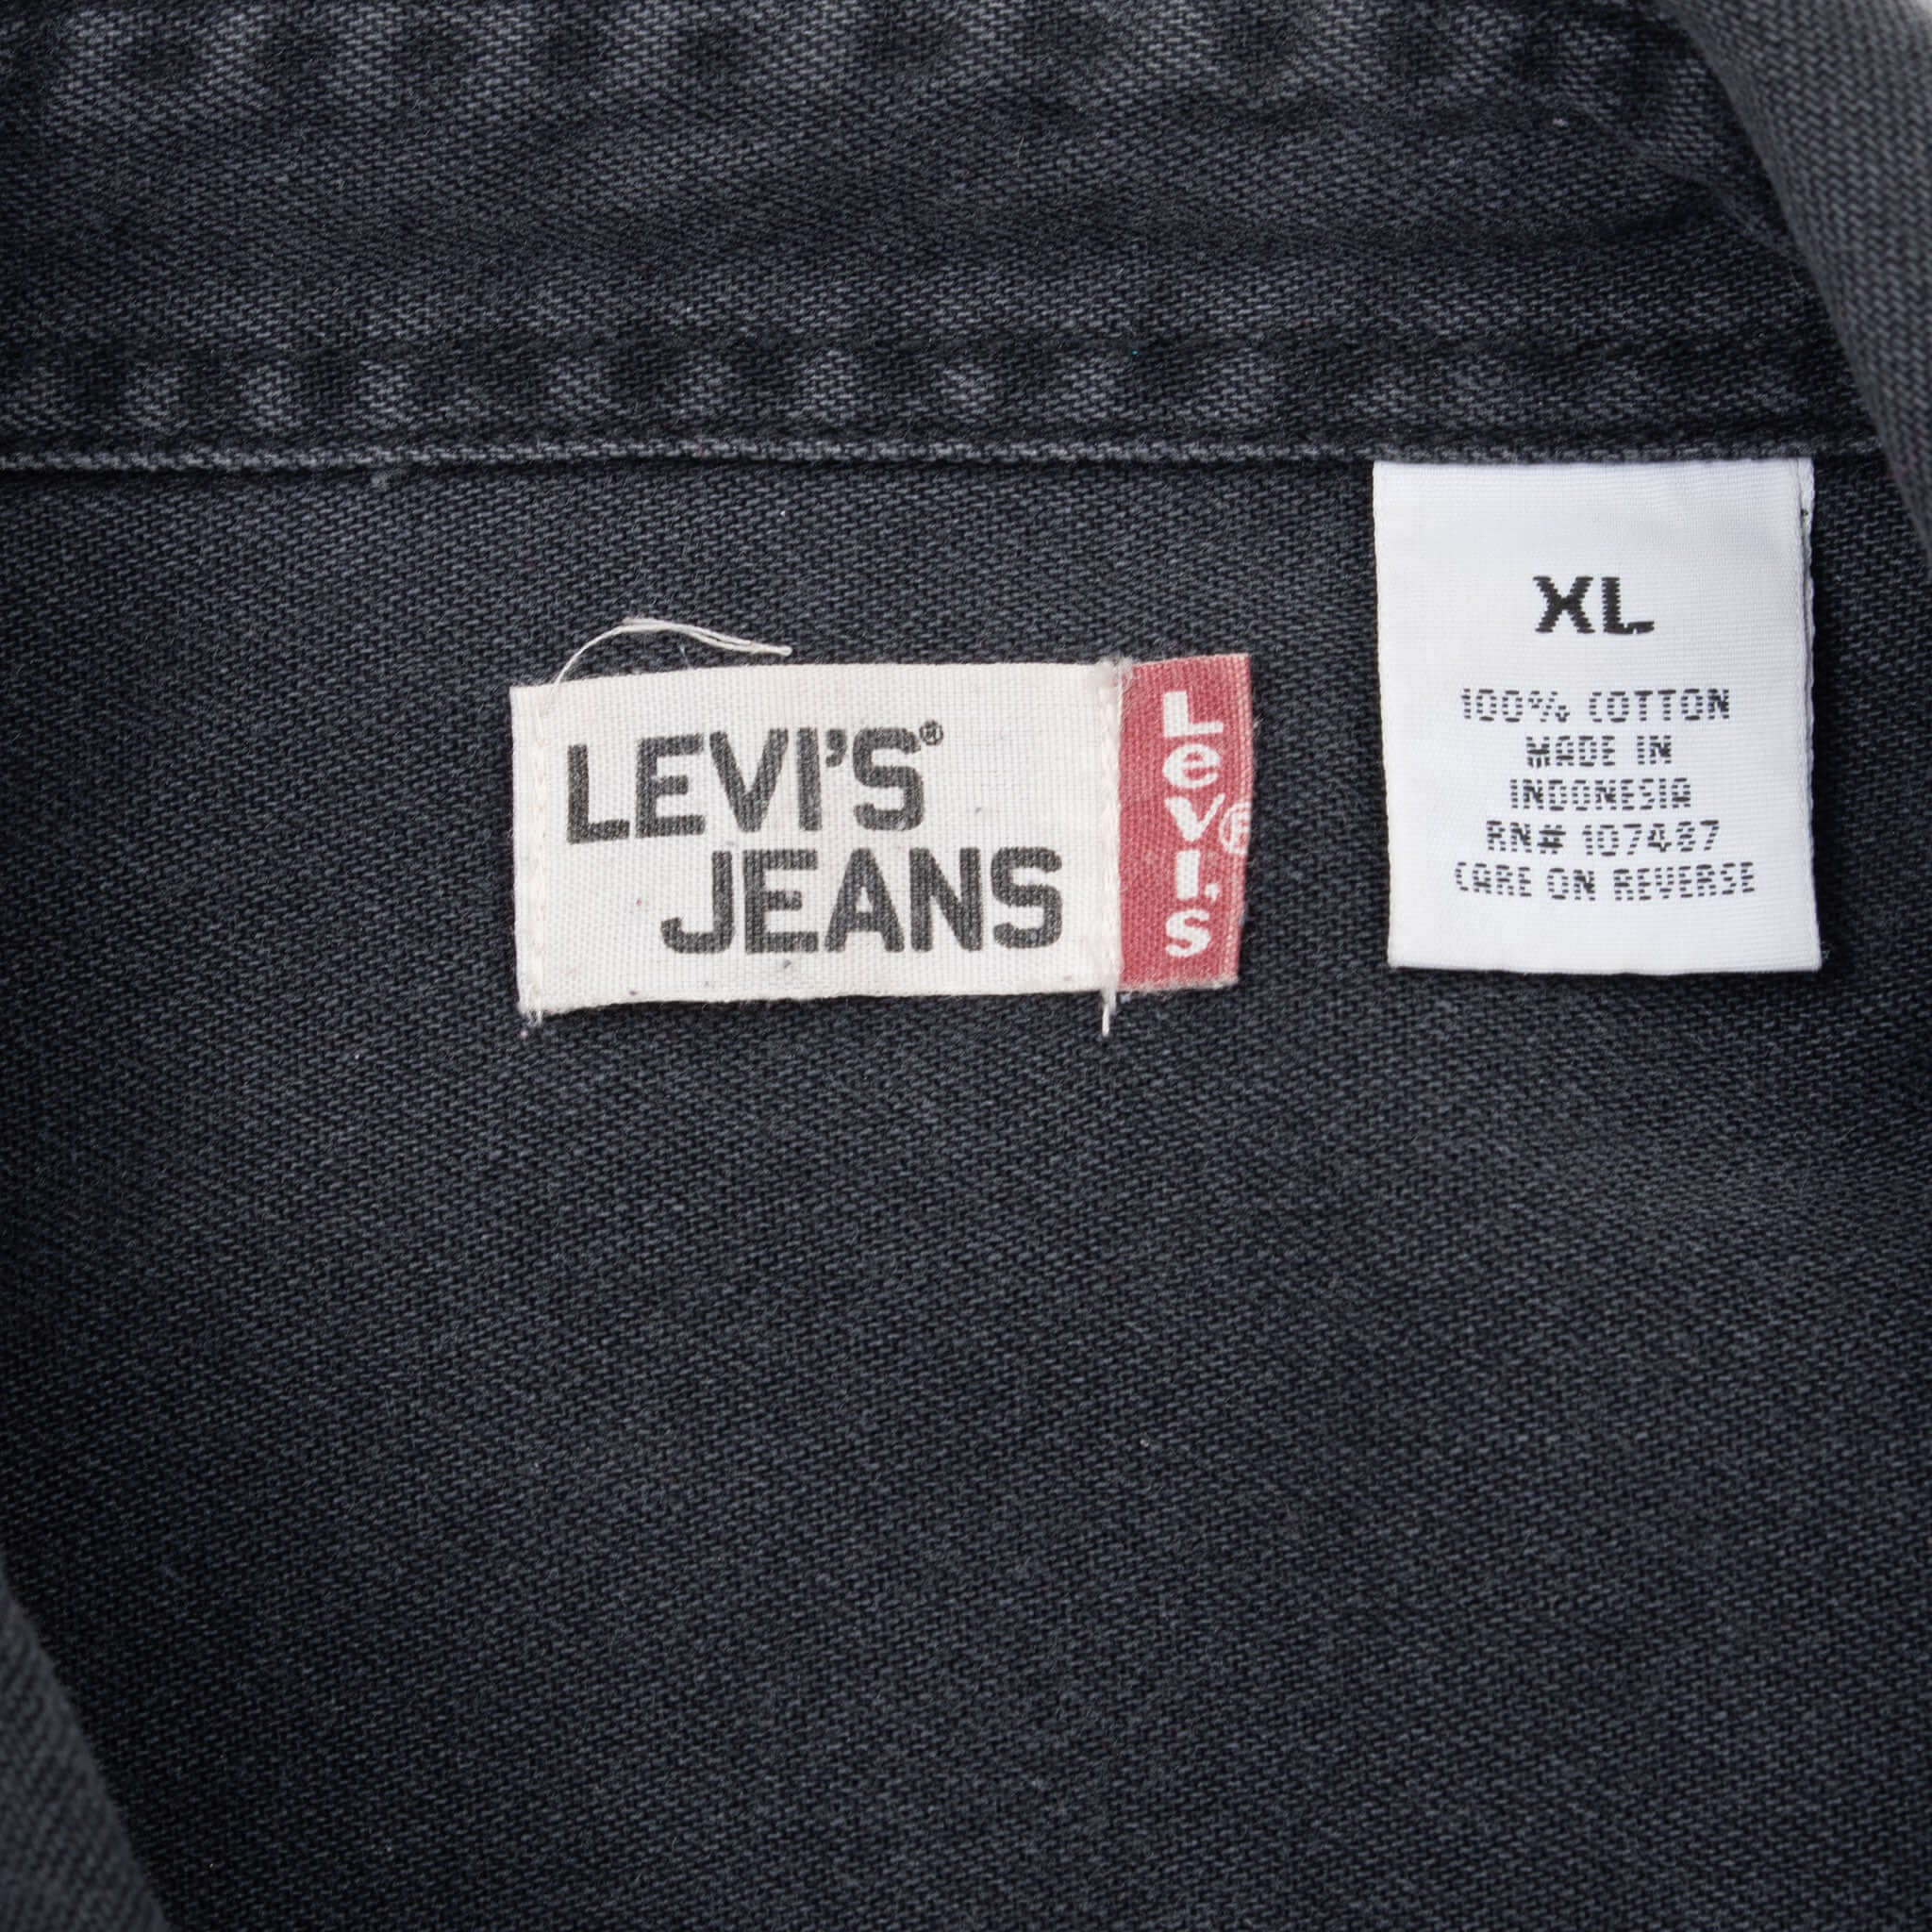 LEVI'S®
JEANS
Levi's®
XL
100% COTTON
MADE IN
INDONESIA
RN# 107487
CARE ON REVERSE